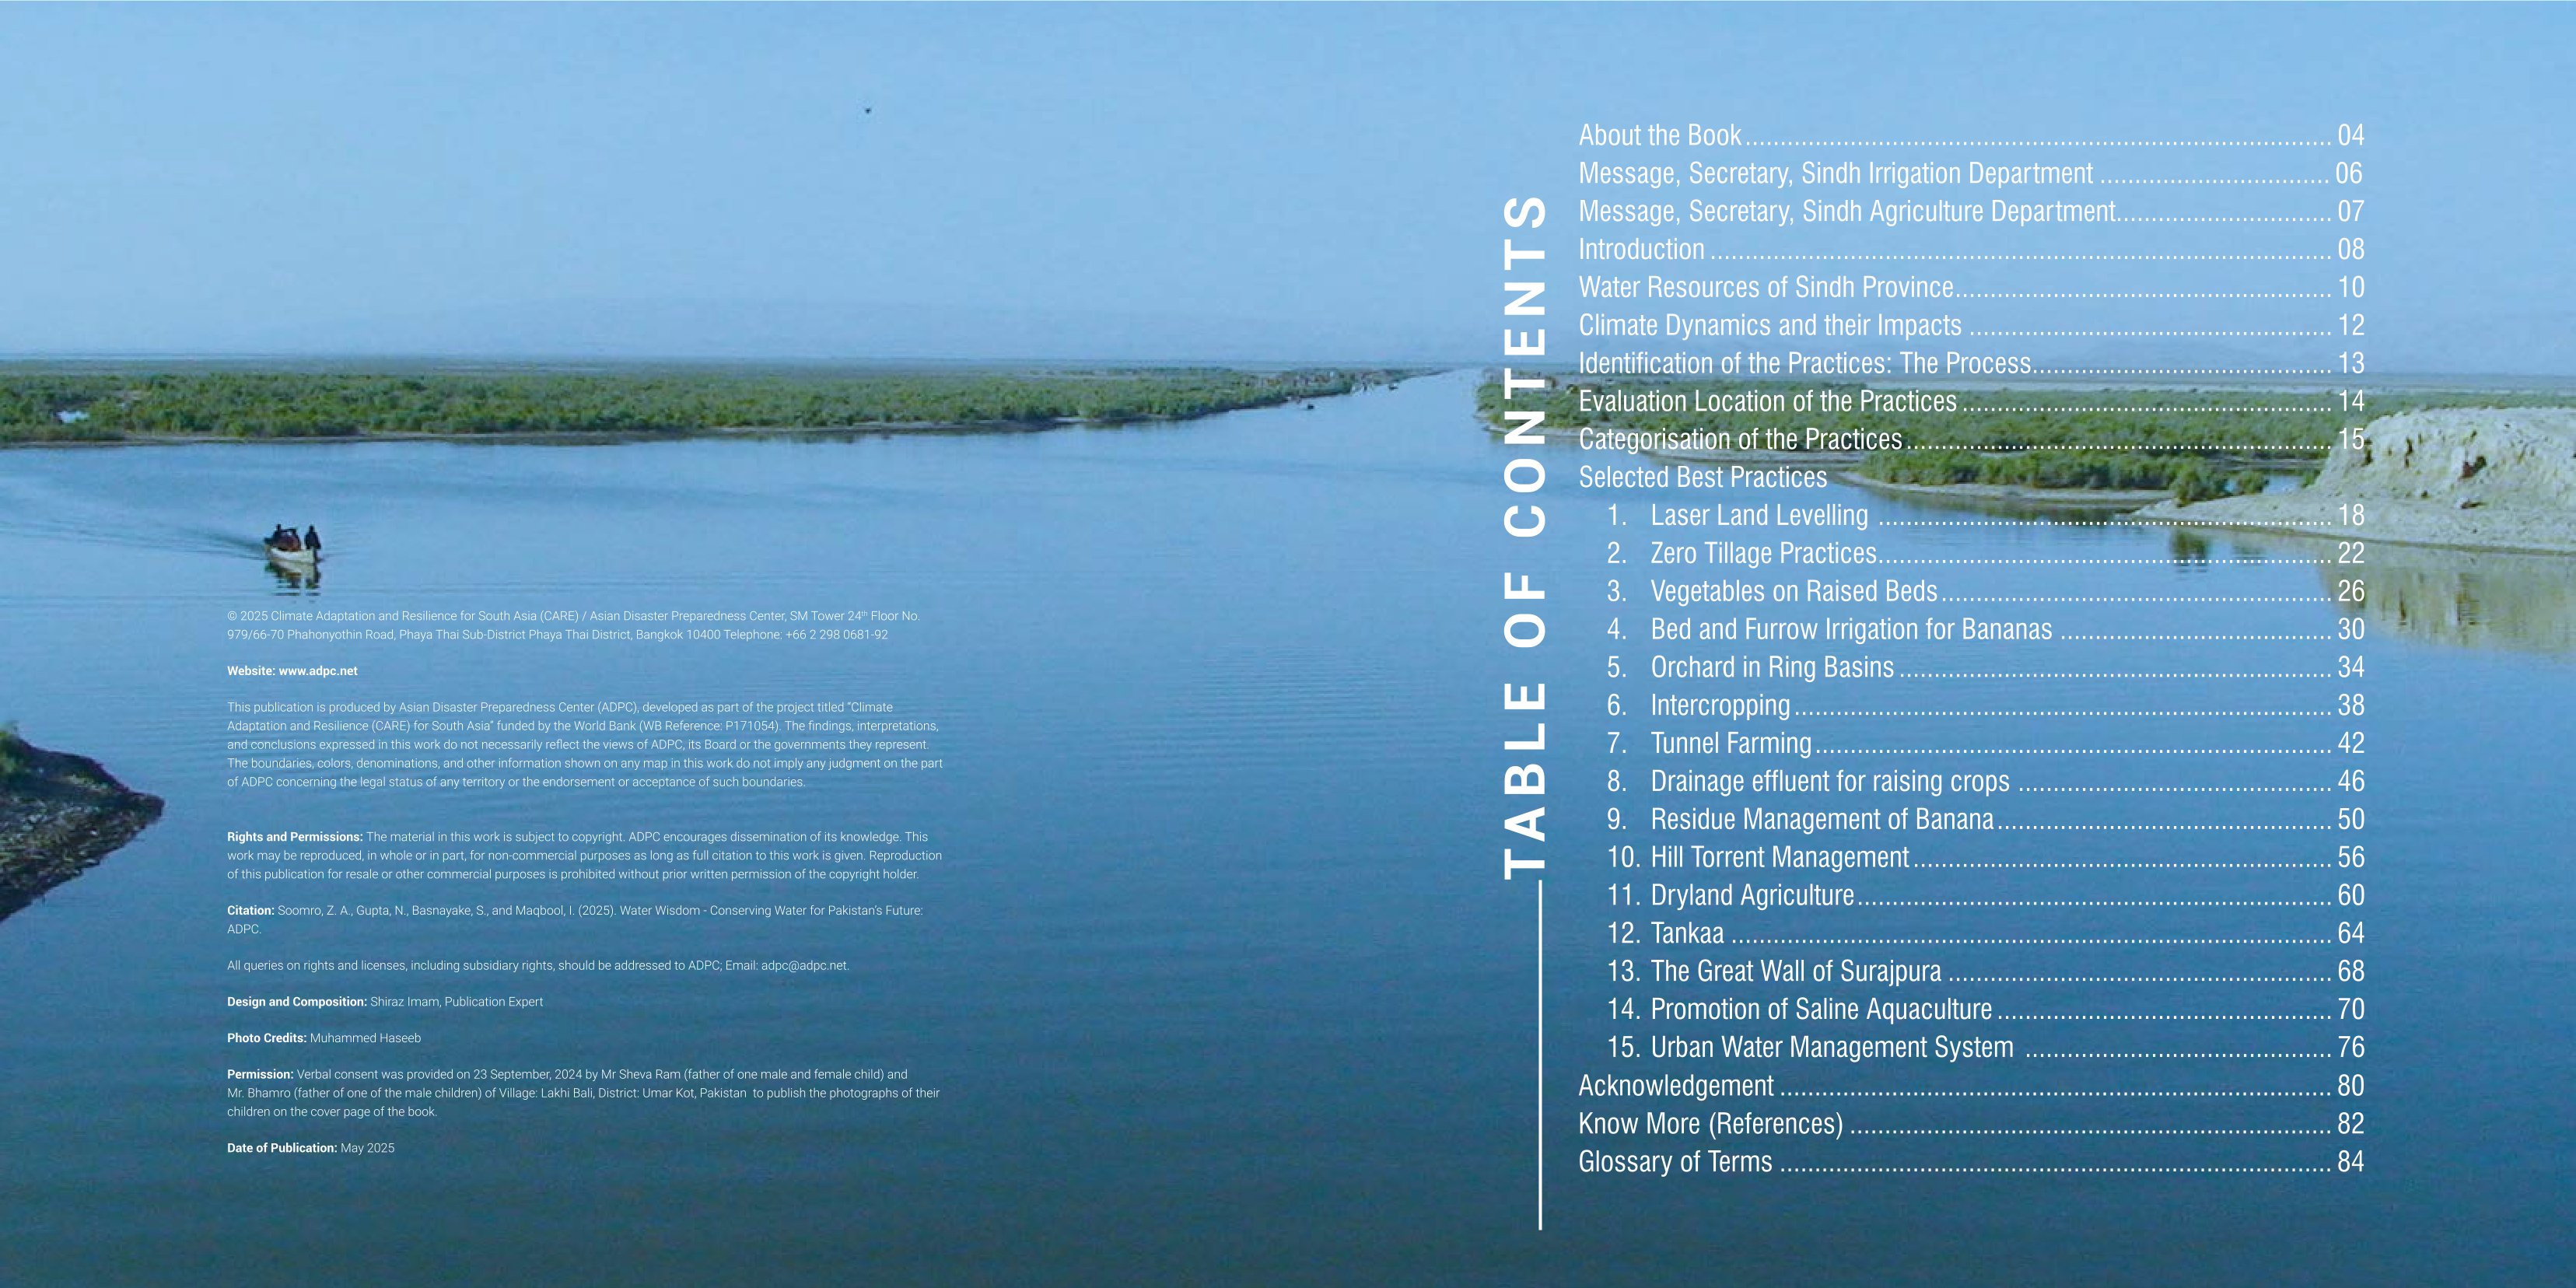 © 2025 Climate Adaptation and Resilience for South Asia (CARE) / Asian Disaster Preparedness Center, SM Tower 24th Floor No.
979/66-70 Phahonyothin Road, Phaya Thai Sub-District Phaya Thai District, Bangkok 10400 Telephone: +66 2 298 0681-92
Website: www.adpc.net
This publication is produced by Asian Disaster Preparedness Center (ADPC), developed as part of the project titled “Climate
Adaptation and Resilience (CARE) for South Asia” funded by the World Bank (WB Reference: P171054). The findings, interpretations,
and conclusions expressed in this work do not necessarily reflect the views of ADPC, its Board or the governments they represent.
The boundaries, colors, denominations, and other information shown on any map in this work do not imply any judgment on the part
of ADPC concerning the legal status of any territory or the endorsement or acceptance of such boundaries.
Rights and Permissions: The material in this work is subject to copyright. ADPC encourages dissemination of its knowledge. This
work may be reproduced, in whole or in part, for non-commercial purposes as long as full citation to this work is given. Reproduction
of this publication for resale or other commercial purposes is prohibited without prior written permission of the copyright holder.
Citation: Soomro, Z. A., Gupta, N., Basnayake, S., and Maqbool, I. (2025). Water Wisdom - Conserving Water for Pakistan’s Future:
ADPC.
All queries on rights and licenses, including subsidiary rights, should be addressed to ADPC; Email: adpc@adpc.net.
Design and Composition: Shiraz Imam, Publication Expert
Photo Credits: Muhammed Haseeb
Permission: Verbal consent was provided on 23 September, 2024 by Mr Sheva Ram (father of one male and female child) and
Mr. Bhamro (father of one of the male children) of Village: Lakhi Bali, District: Umar Kot, Pakistan to publish the photographs of their
children on the cover page of the book.
Date of Publication: May 2025
TABLE OF CONTENTS
About the Book ........ 04
Message, Secretary, Sindh Irrigation Department ........ 06
Message, Secretary, Sindh Agriculture Department ........ 07
Introduction ........ 08
Water Resources of Sindh Province ........ 10
Climate Dynamics and their Impacts ........ 12
Identification of the Practices: The Process ........ 13
Evaluation Location of the Practices ........ 14
Categorisation of the Practices ........ 15
Selected Best Practices
1. Laser Land Levelling ........ 18
2. Zero Tillage Practices ........ 22
3. Vegetables on Raised Beds ........ 26
4. Bed and Furrow Irrigation for Bananas ........ 30
5. Orchard in Ring Basins ........ 34
6. Intercropping ........ 38
7. Tunnel Farming ........ 42
8. Drainage effluent for raising crops ........ 46
9. Residue Management of Banana ........ 50
10. Hill Torrent Management ........ 56
11. Dryland Agriculture ........ 60
12. Tankaa ........ 64
13. The Great Wall of Surajpura ........ 68
14. Promotion of Saline Aquaculture ........ 70
15. Urban Water Management System ........ 76
Acknowledgement ........ 80
Know More (References) ........ 82
Glossary of Terms ........ 84